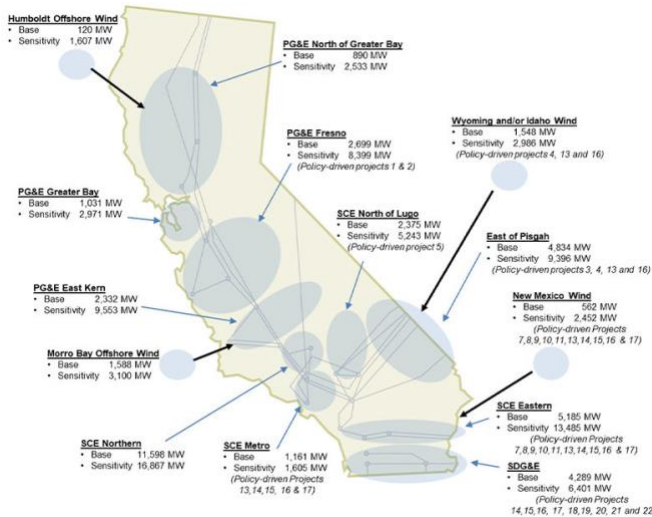 Humboldt Offshore Wind
• Base 120 MW
• Sensitivity 1,607 MW
PG&E North of Greater Bay
• Base 890 MW
• Sensitivity 2,533 MW
PG&E Fresno
• Base 2,699 MW
• Sensitivity 8,399 MW
(Policy-driven projects 1 & 2)
Wyoming and/or Idaho Wind
• Base 1,548 MW
• Sensitivity 2,986 MW
(Policy-driven projects 4, 13 and 16)
PG&E Greater Bay
• Base 1,031 MW
• Sensitivity 2,971 MW
SCE North of Lugo
• Base 2,375 MW
• Sensitivity 5,243 MW
(Policy-driven project 5)
East of Pisgah
• Base 4,834 MW
• Sensitivity 9,396 MW
(Policy-driven projects 3, 4, 13 and 16)
PG&E East Kern
• Base 2,332 MW
• Sensitivity 9,553 MW
New Mexico Wind
• Base 562 MW
• Sensitivity 2,452 MW
(Policy-driven Projects
7,8,9,10,11,13,14,15,16 & 17)
Morro Bay Offshore Wind
• Base 1,588 MW
• Sensitivity 3,100 MW
SCE Eastern
• Base 5,185 MW
• Sensitivity 13,485 MW
(Policy-driven Projects
7,8,9,10,11,13,14,15,16 & 17)
SCE Northern
• Base 11,598 MW
• Sensitivity 16,867 MW
SCE Metro
• Base 1,161 MW
• Sensitivity 1,605 MW
(Policy-driven Projects
13,14,15, 16 & 17)
SDG&E
• Base 4,289 MW
• Sensitivity 6,401 MW
(Policy-driven Projects
14,15,16, 17, 18,19, 20, 21 and 22